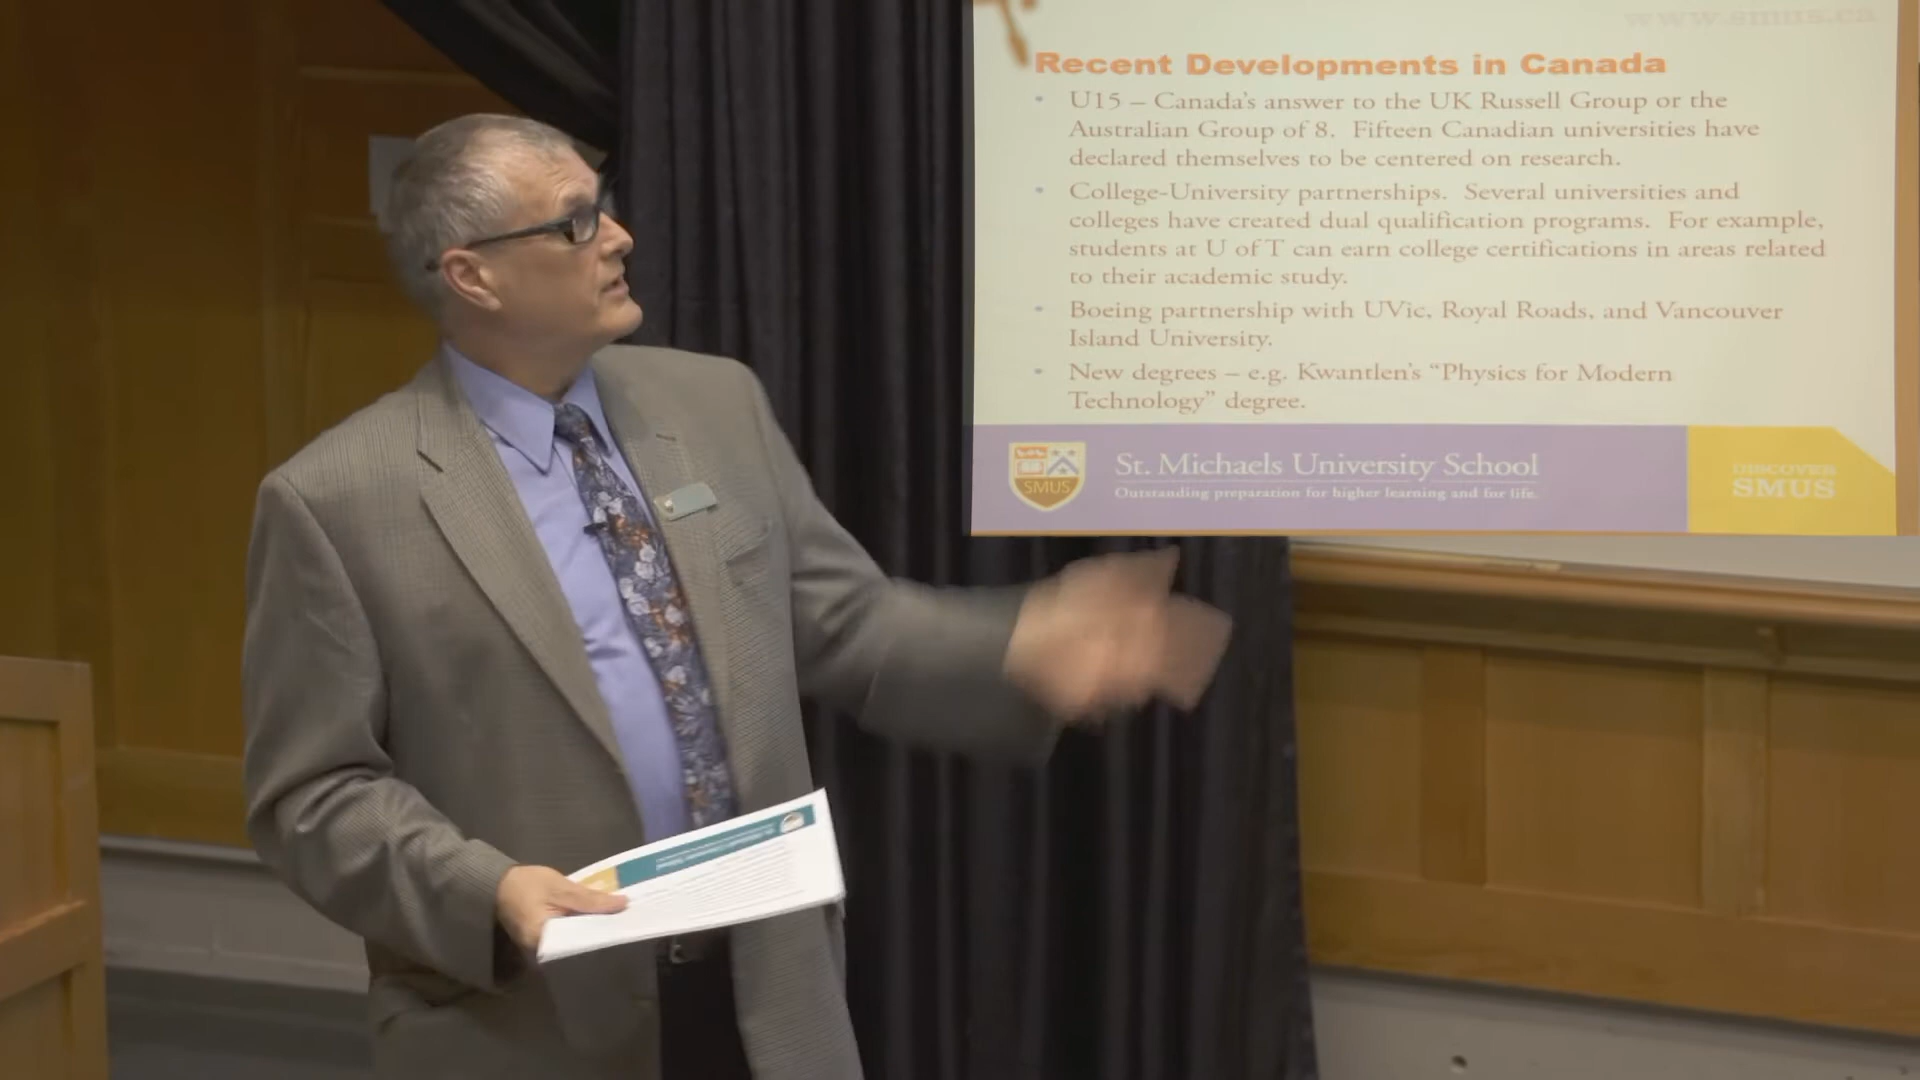 www.smus.ca
Recent Developments in Canada
• U15 – Canada's answer to the UK Russell Group or the
Australian Group of 8. Fifteen Canadian universities have
declared themselves to be centered on research.
• College-University partnerships. Several universities and
colleges have created dual qualification programs. For example,
students at U of T can earn college certifications in areas related
to their academic study.
• Boeing partnership with UVic, Royal Roads, and Vancouver
Island University.
• New degrees – e.g. Kwantlen's “Physics for Modern
Technology” degree.
SMUS
St. Michaels University School
Outstanding preparation for higher learning and for life.
DISCOVER
SMUS